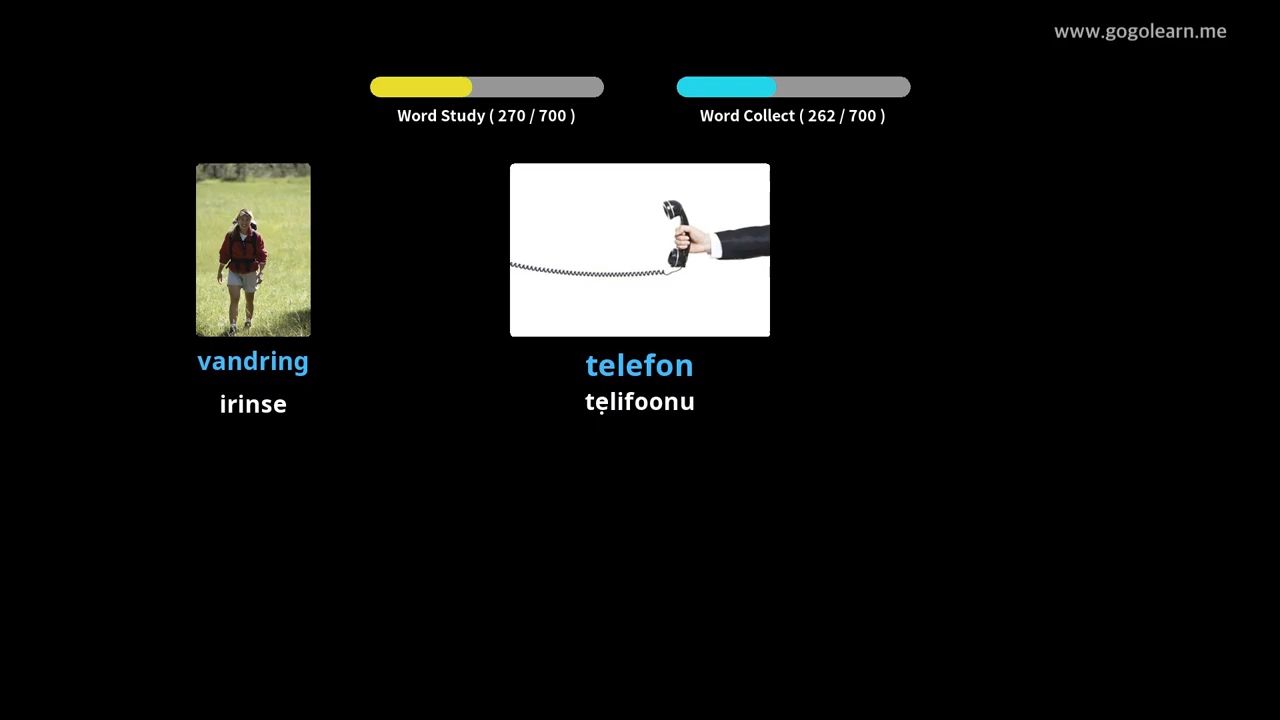 www.gogolearn.me
Word Study ( 270 / 700 )
Word Collect ( 262 / 700 )
vandring
irinse
telefon
tẹlifoonu